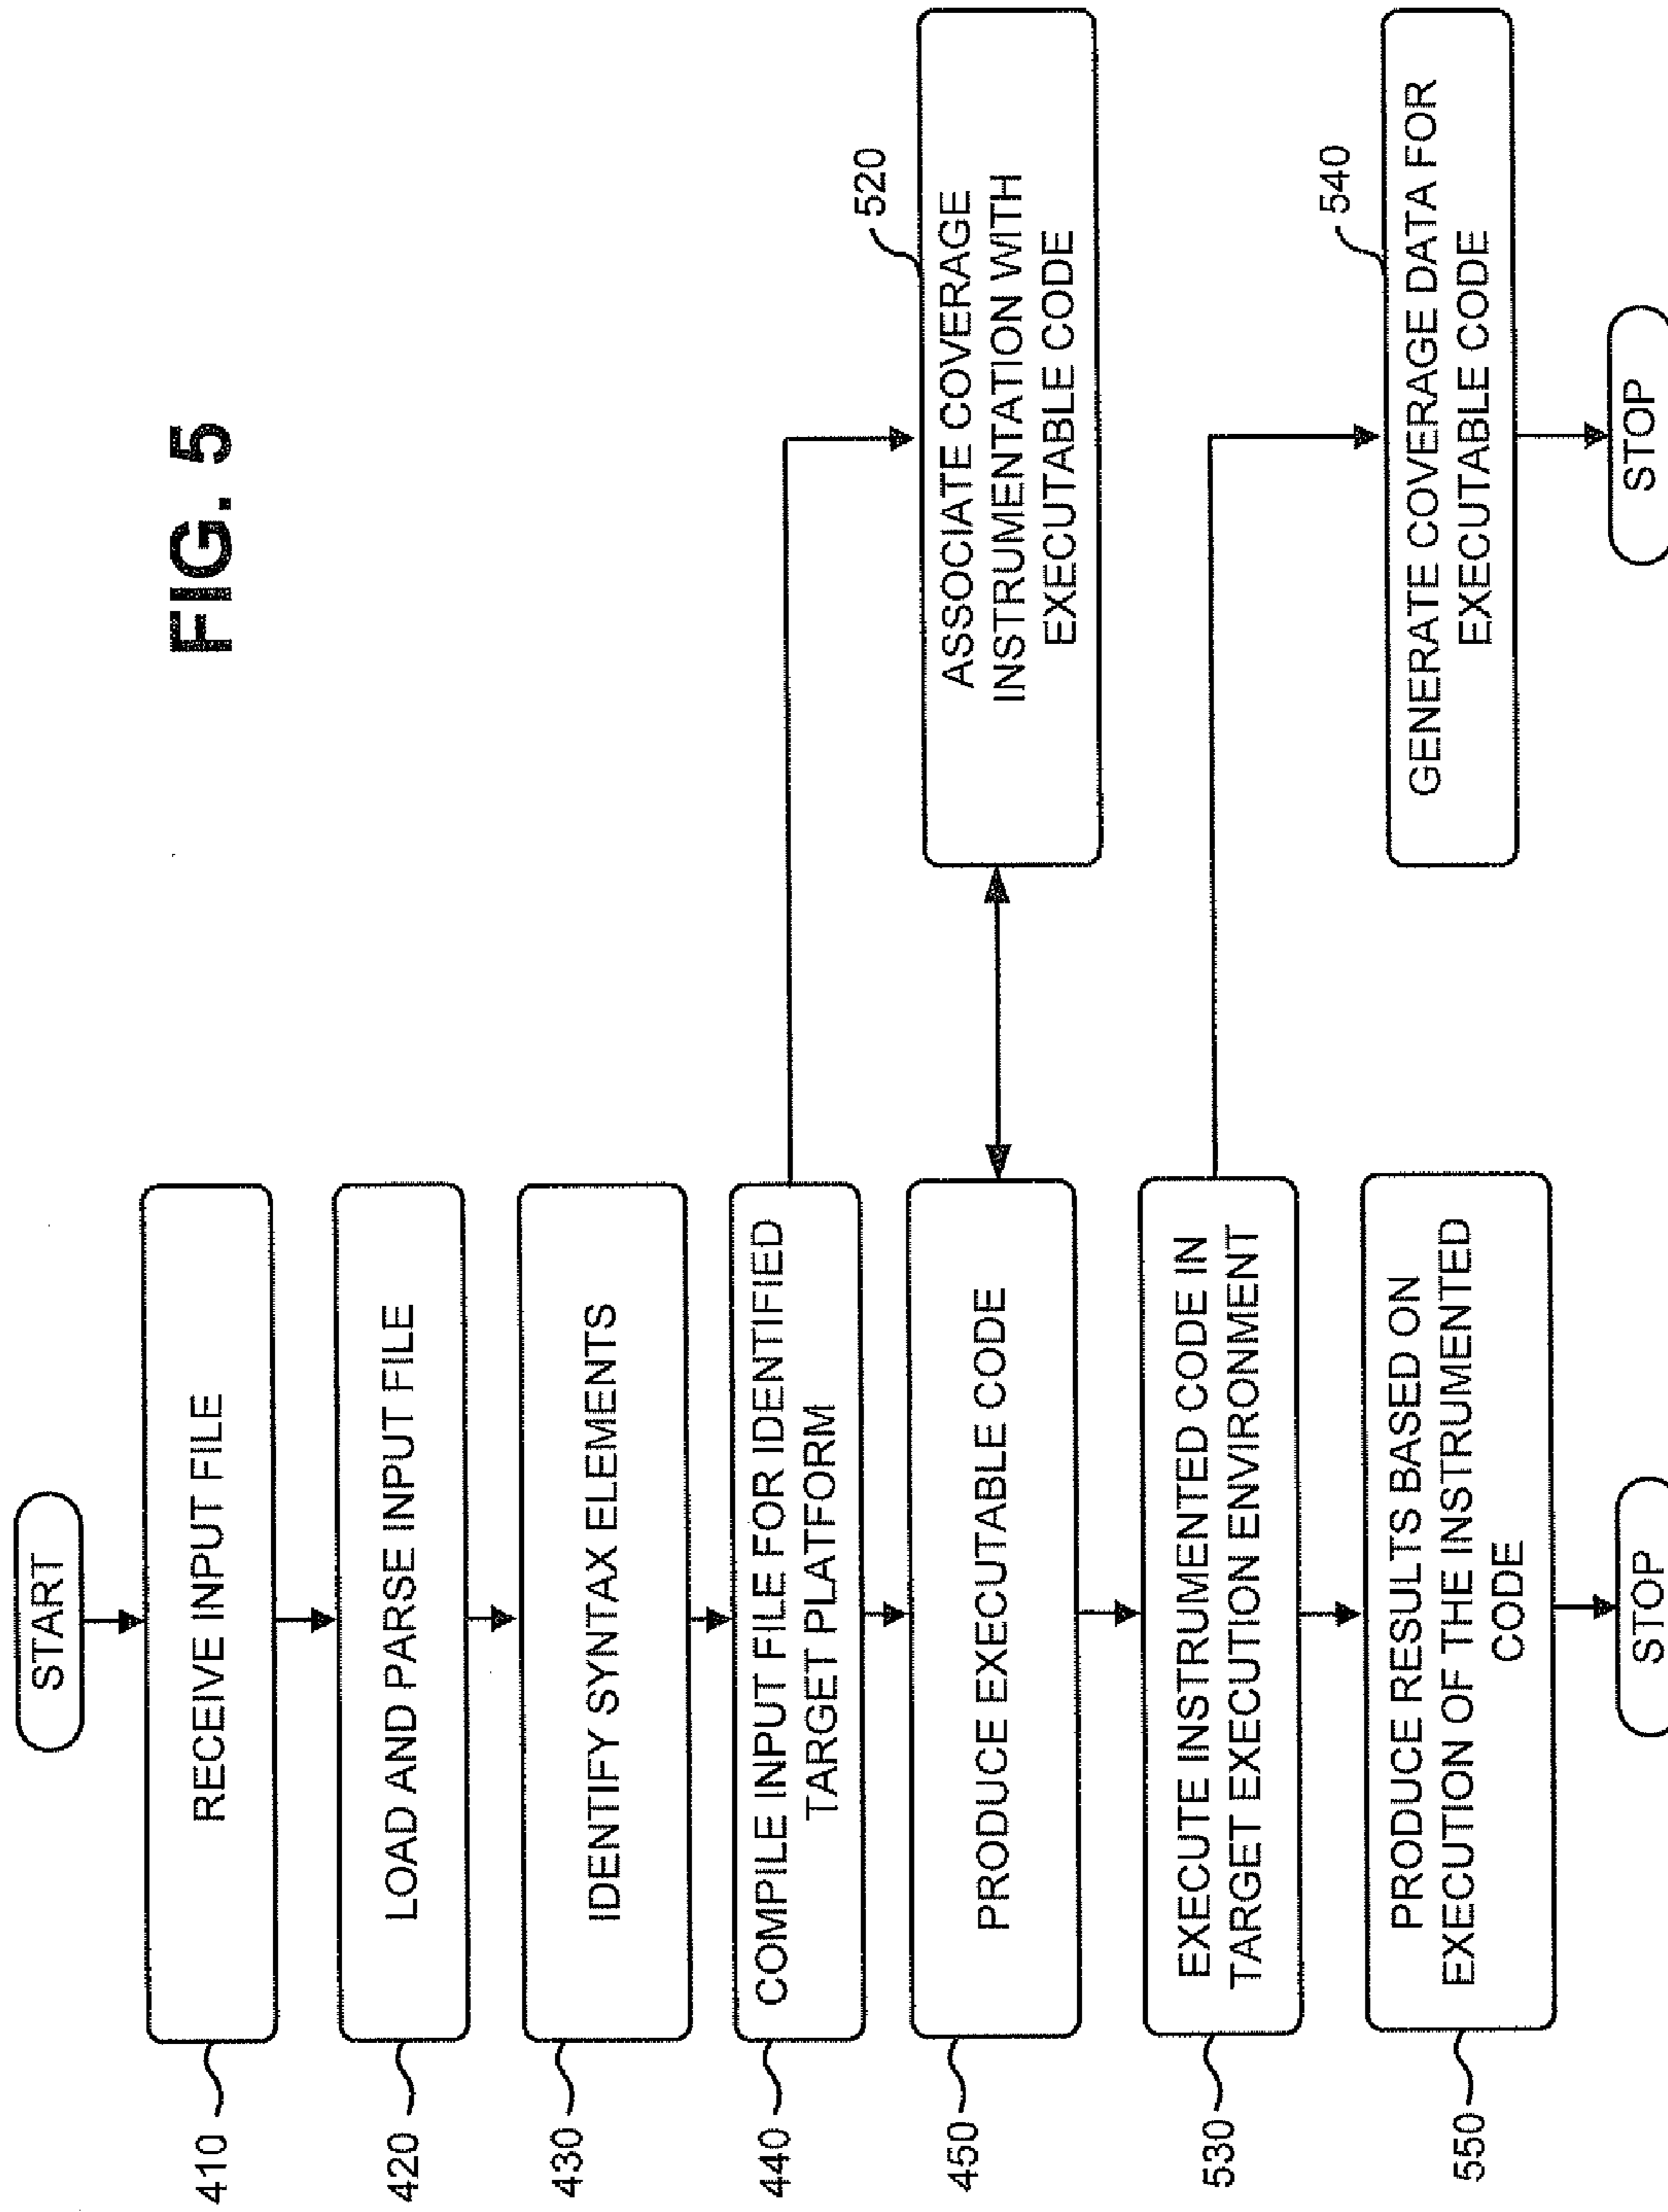 FIG. 5
START
410
RECEIVE INPUT FILE
420
LOAD AND PARSE INPUT FILE
430
IDENTIFY SYNTAX ELEMENTS
440
COMPILE INPUT FILE FOR IDENTIFIED
TARGET PLATFORM
520
ASSOCIATE COVERAGE
INSTRUMENTATION WITH
EXECUTABLE CODE
450
PRODUCE EXECUTABLE CODE
530
EXECUTE INSTRUMENTED CODE IN
TARGET EXECUTION ENVIRONMENT
540
GENERATE COVERAGE DATA FOR
EXECUTABLE CODE
550
PRODUCE RESULTS BASED ON
EXECUTION OF THE INSTRUMENTED
CODE
STOP
STOP